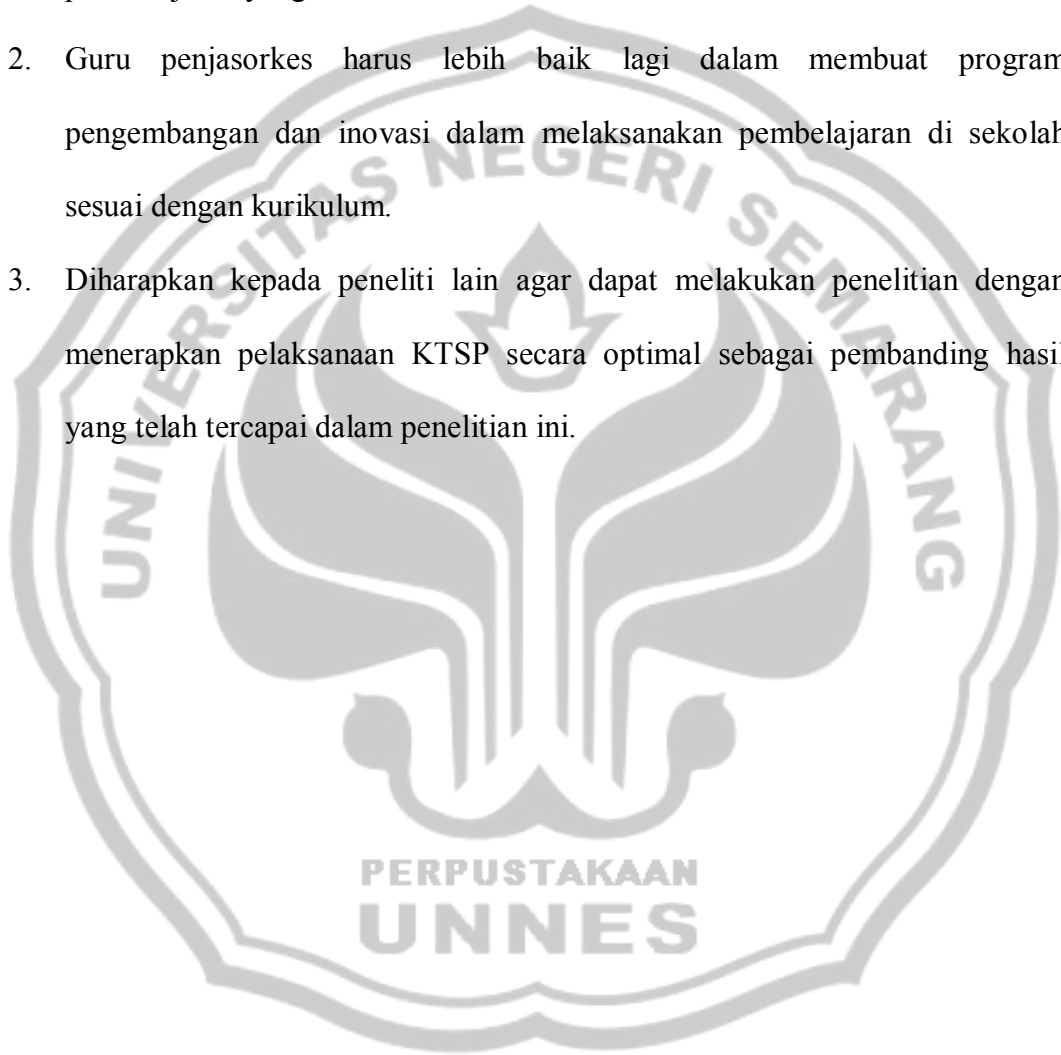 2. Guru penjasorkes harus lebih baik lagi dalam membuat program
pengembangan dan inovasi dalam melaksanakan pembelajaran di sekolah
sesuai dengan kurikulum.
3. Diharapkan kepada peneliti lain agar dapat melakukan penelitian dengan
menerapkan pelaksanaan KTSP secara optimal sebagai pembanding hasil
yang telah tercapai dalam penelitian ini.
UNIVERSITAS NEGERI SEMARANG
PERPUSTAKAAN
UNNES